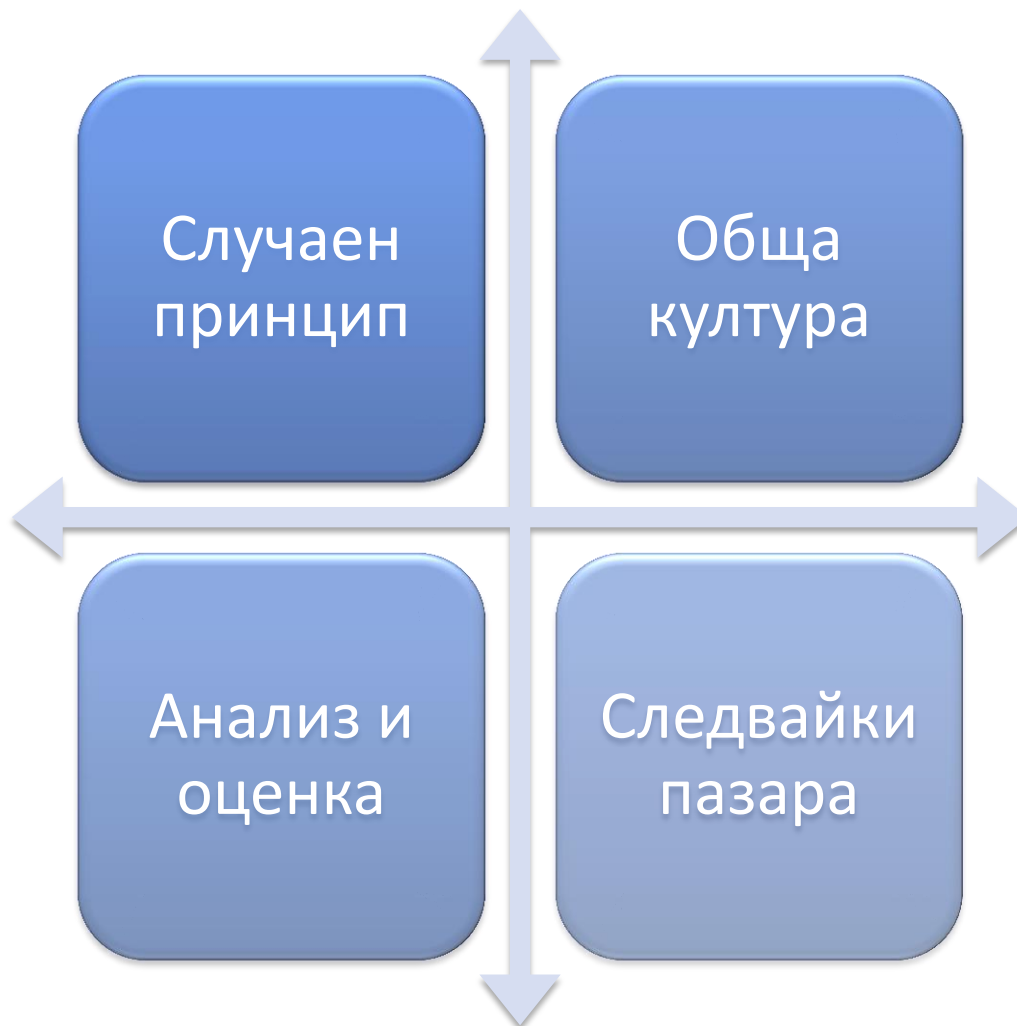 Случаен
принцип
Обща
култура
Анализ и
оценка
Следвайки
пазара